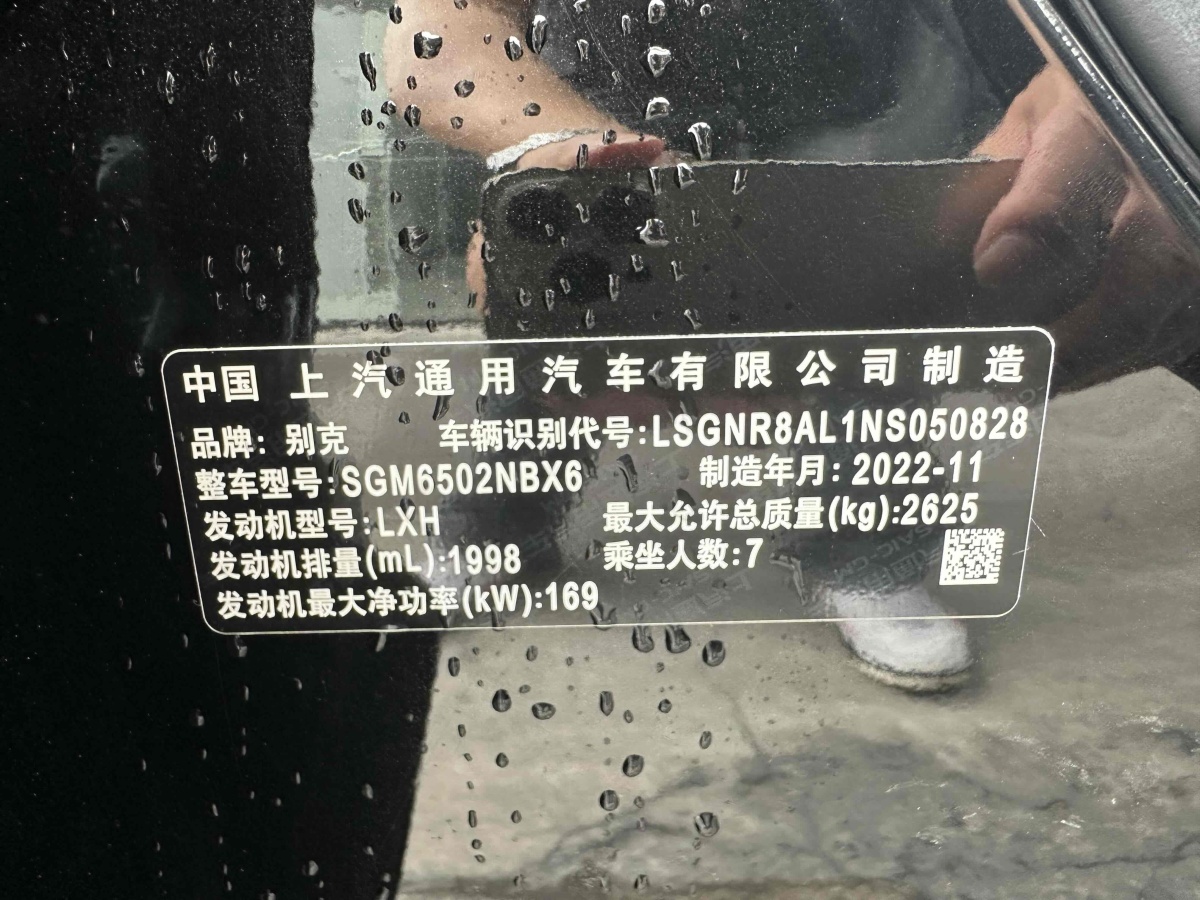 中国 上汽通用汽车有限公司制造
品牌：别克 车辆识别代号:LSGNR8AL1NS050828
整车型号:SGM6502NBX6 制造年月: 2022-11
发动机型号:LXH 最大允许总质量(kg):2625
发动机排量(mL):1998 乘坐人数:7
发动机最大净功率(kW):169